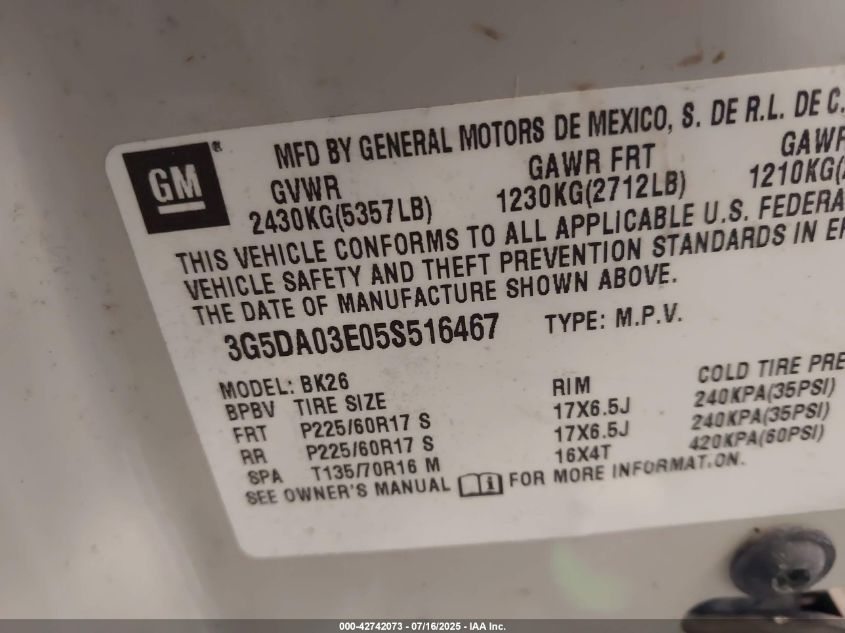 MFD BY GENERAL MOTORS DE MEXICO, S. DE R.L. DE C.
GM ®
GVWR GAWR FRT GAWR
2430KG(5357LB) 1230KG(2712LB) 1210KG(
THIS VEHICLE CONFORMS TO ALL APPLICABLE U.S. FEDERA
VEHICLE SAFETY AND THEFT PREVENTION STANDARDS IN EF
THE DATE OF MANUFACTURE SHOWN ABOVE.
3G5DA03E05S516467 TYPE: M.P.V.
MODEL: BK26 COLD TIRE PRE
BPBV TIRE SIZE RIM
FRT P225/60R17 S 17X6.5J 240KPA(35PSI)
RR P225/60R17 S 17X6.5J 240KPA(35PSI)
SPA T135/70R16 M 16X4T 420KPA(60PSI)
SEE OWNER'S MANUAL i FOR MORE INFORMATION.
000-42742073 - 07/16/2025 - IAA Inc.